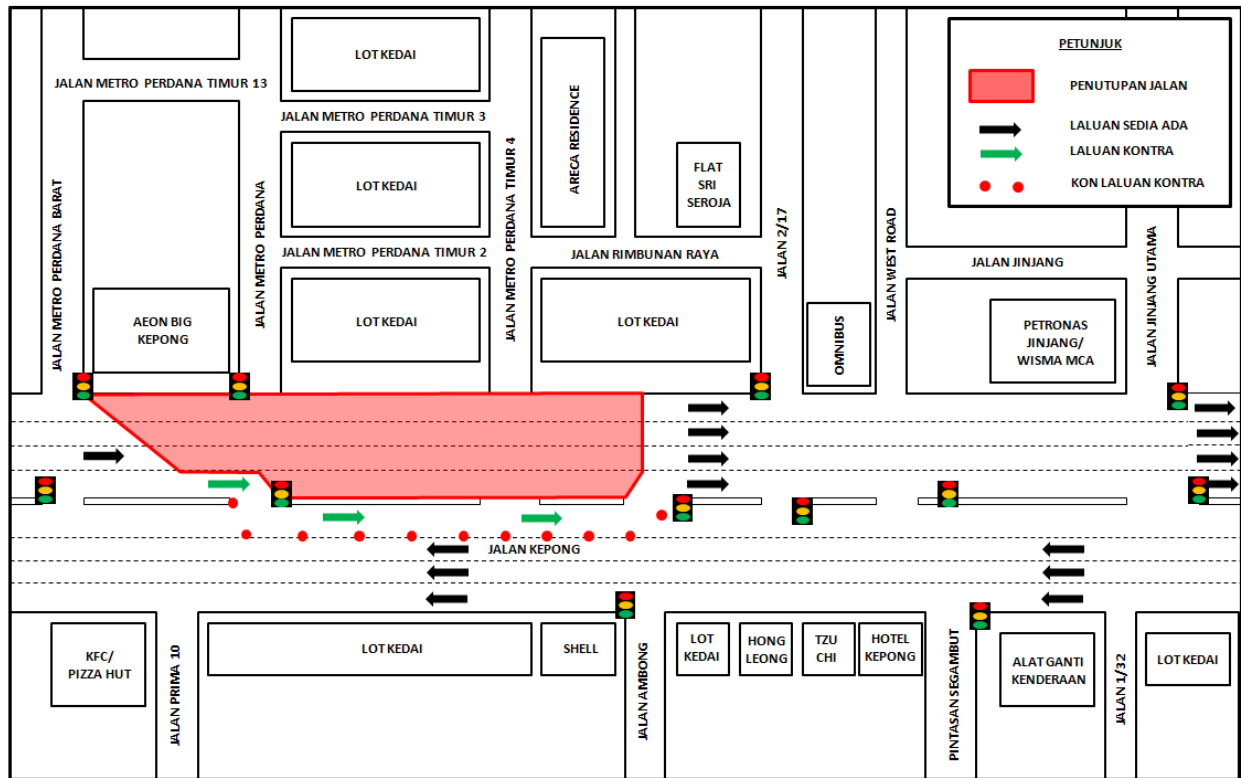 LOT KEDAI
PETUNJUK
JALAN METRO PERDANA TIMUR 13
PENUTUPAN JALAN
JALAN METRO PERDANA TIMUR 3
LALUAN SEDIA ADA
LALUAN KONTRA
KON LALUAN KONTRA
ARECA RESIDENCE
FLAT
SRI
SEROJA
LOT KEDAI
JALAN METRO PERDANA BARAT
JALAN METRO PERDANA
JALAN METRO PERDANA TIMUR 4
JALAN METRO PERDANA TIMUR 2
JALAN RIMBUNAN RAYA
JALAN 2/17
JALAN WEST ROAD
JALAN JINJANG
JALAN JINJANG UTAMA
AEON BIG
KEPONG
LOT KEDAI
LOT KEDAI
OMNIBUS
PETRONAS
JINJANG/
WISMA MCA
JALAN KEPONG
KFC/
PIZZA HUT
JALAN PRIMA 10
LOT KEDAI
SHELL
JALAN AMBONG
LOT
KEDAI
HONG
LEONG
TZU
CHI
HOTEL
KEPONG
PINTASAN SEGAMBUT
ALAT GANTI
KENDERAAN
JALAN 1/32
LOT KEDAI